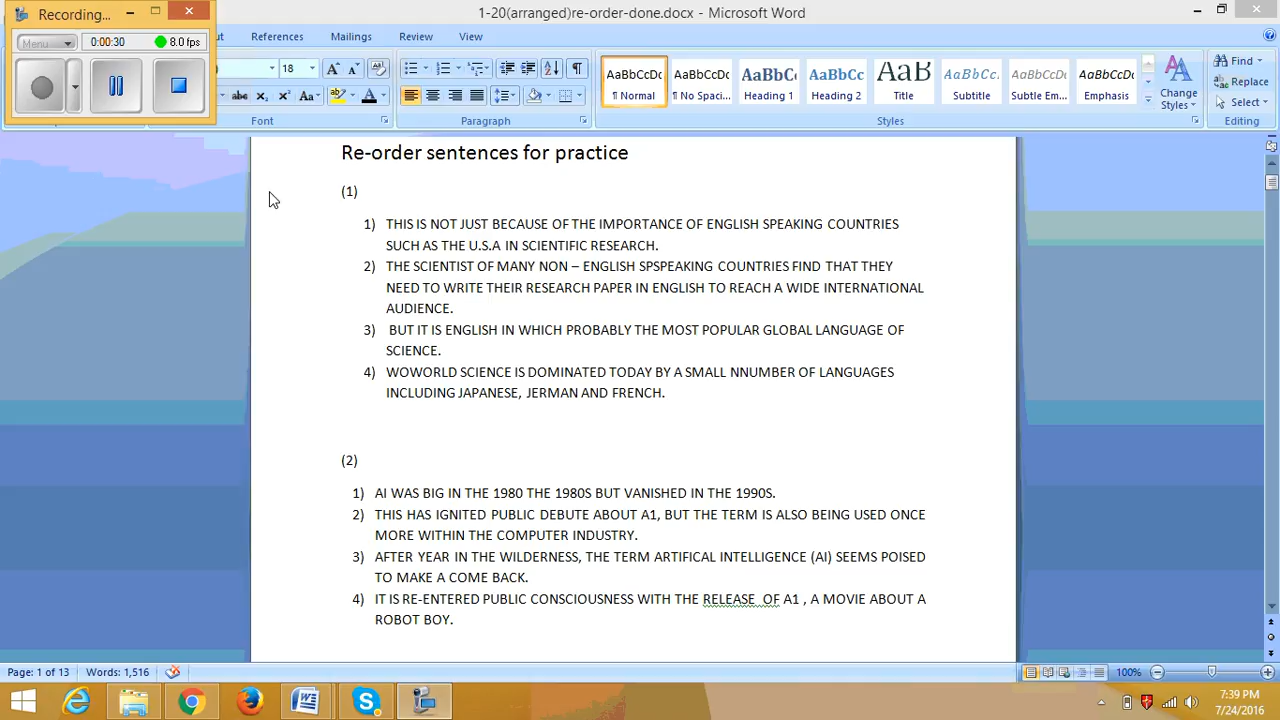 Recording...
1-20(arranged)re-order-done.docx - Microsoft Word
Menu
0:00:30
8.0 fps
References Mailings Review View
18
Find
Replace
Select
Aa
AaBbCcDc AaBbCcDc AaBbCc AaBbCc AaB AaBbCc. AaBbCcDc AaBbCcDc
¶ Normal ¶ No Spaci... Heading 1 Heading 2 Title Subtitle Subtle Em... Emphasis
Change
Styles
Font Paragraph Styles Editing
Re-order sentences for practice
(1)
1) THIS IS NOT JUST BECAUSE OF THE IMPORTANCE OF ENGLISH SPEAKING COUNTRIES
SUCH AS THE U.S.A IN SCIENTIFIC RESEARCH.
2) THE SCIENTIST OF MANY NON – ENGLISH SPSPEAKING COUNTRIES FIND THAT THEY
NEED TO WRITE THEIR RESEARCH PAPER IN ENGLISH TO REACH A WIDE INTERNATIONAL
AUDIENCE.
3) BUT IT IS ENGLISH IN WHICH PROBABLY THE MOST POPULAR GLOBAL LANGUAGE OF
SCIENCE.
4) WOWORLD SCIENCE IS DOMINATED TODAY BY A SMALL NNUMBER OF LANGUAGES
INCLUDING JAPANESE, JERMAN AND FRENCH.
(2)
1) AI WAS BIG IN THE 1980 THE 1980S BUT VANISHED IN THE 1990S.
2) THIS HAS IGNITED PUBLIC DEBUTE ABOUT A1, BUT THE TERM IS ALSO BEING USED ONCE
MORE WITHIN THE COMPUTER INDUSTRY.
3) AFTER YEAR IN THE WILDERNESS, THE TERM ARTIFICAL INTELLIGENCE (AI) SEEMS POISED
TO MAKE A COME BACK.
4) IT IS RE-ENTERED PUBLIC CONSCIOUSNESS WITH THE RELEASE OF A1 , A MOVIE ABOUT A
ROBOT BOY.
Page: 1 of 13 Words: 1,516
100%
7:39 PM
7/24/2016